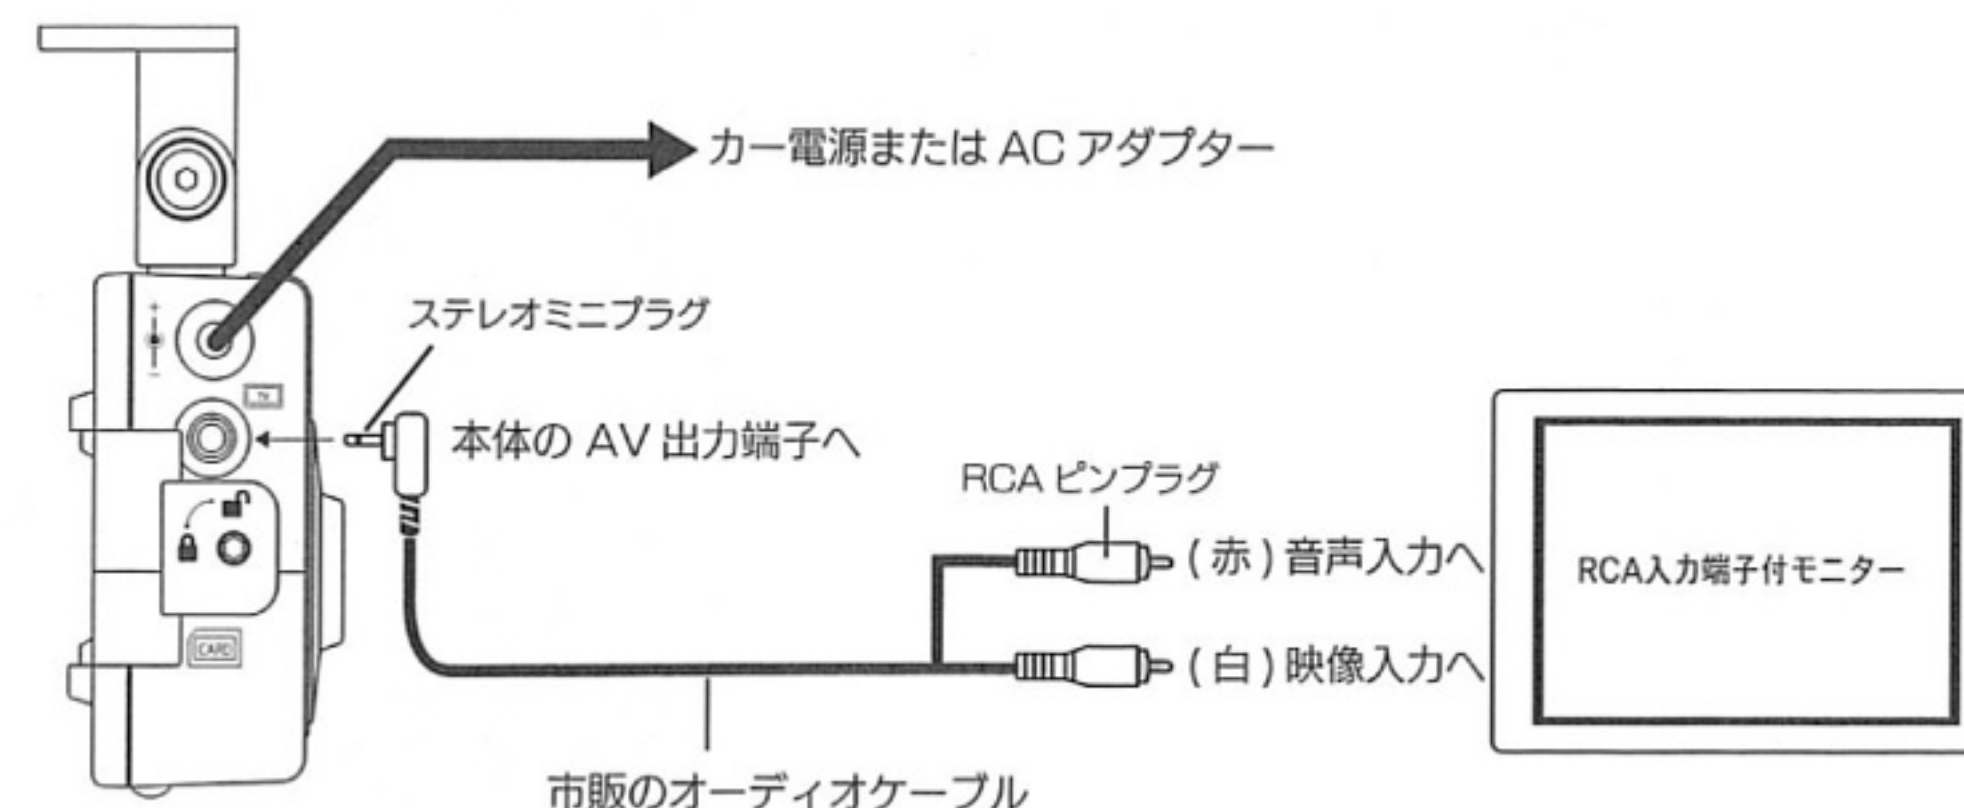 カー電源または AC アダプター
ステレオミニプラグ
+
-
TV
本体の AV 出力端子へ
RCA ピンプラグ
(赤)音声入力へ
RCA入力端子付モニター
CARD
(白)映像入力へ
市販のオーディオケーブル